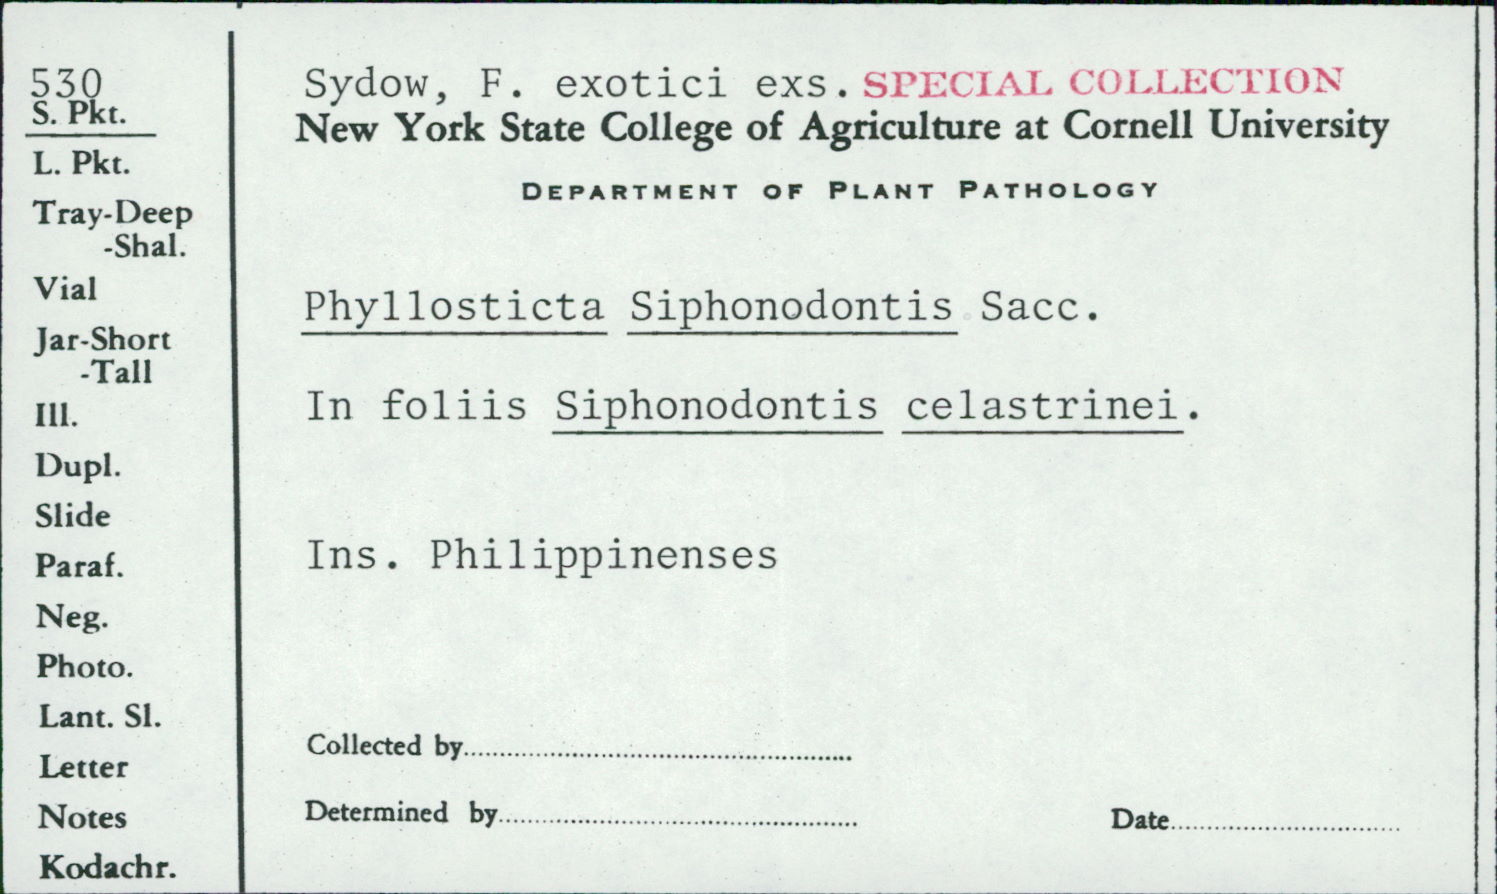 530
S. Pkt.
L. Pkt.
Tray-Deep
-Shal.
Vial
Jar-Short
-Tall
Ill.
Dupl.
Slide
Paraf.
Neg.
Photo.
Lant. Sl.
Letter
Notes
Kodachr.
Sydow, F. exotici exs. SPECIAL COLLECTION
New York State College of Agriculture at Cornell University
DEPARTMENT OF PLANT PATHOLOGY
Phyllosticta Siphonodontis Sacc.
In foliis Siphonodontis celastrinei.
Ins. Philippinenses
Collected by
Determined by
Date